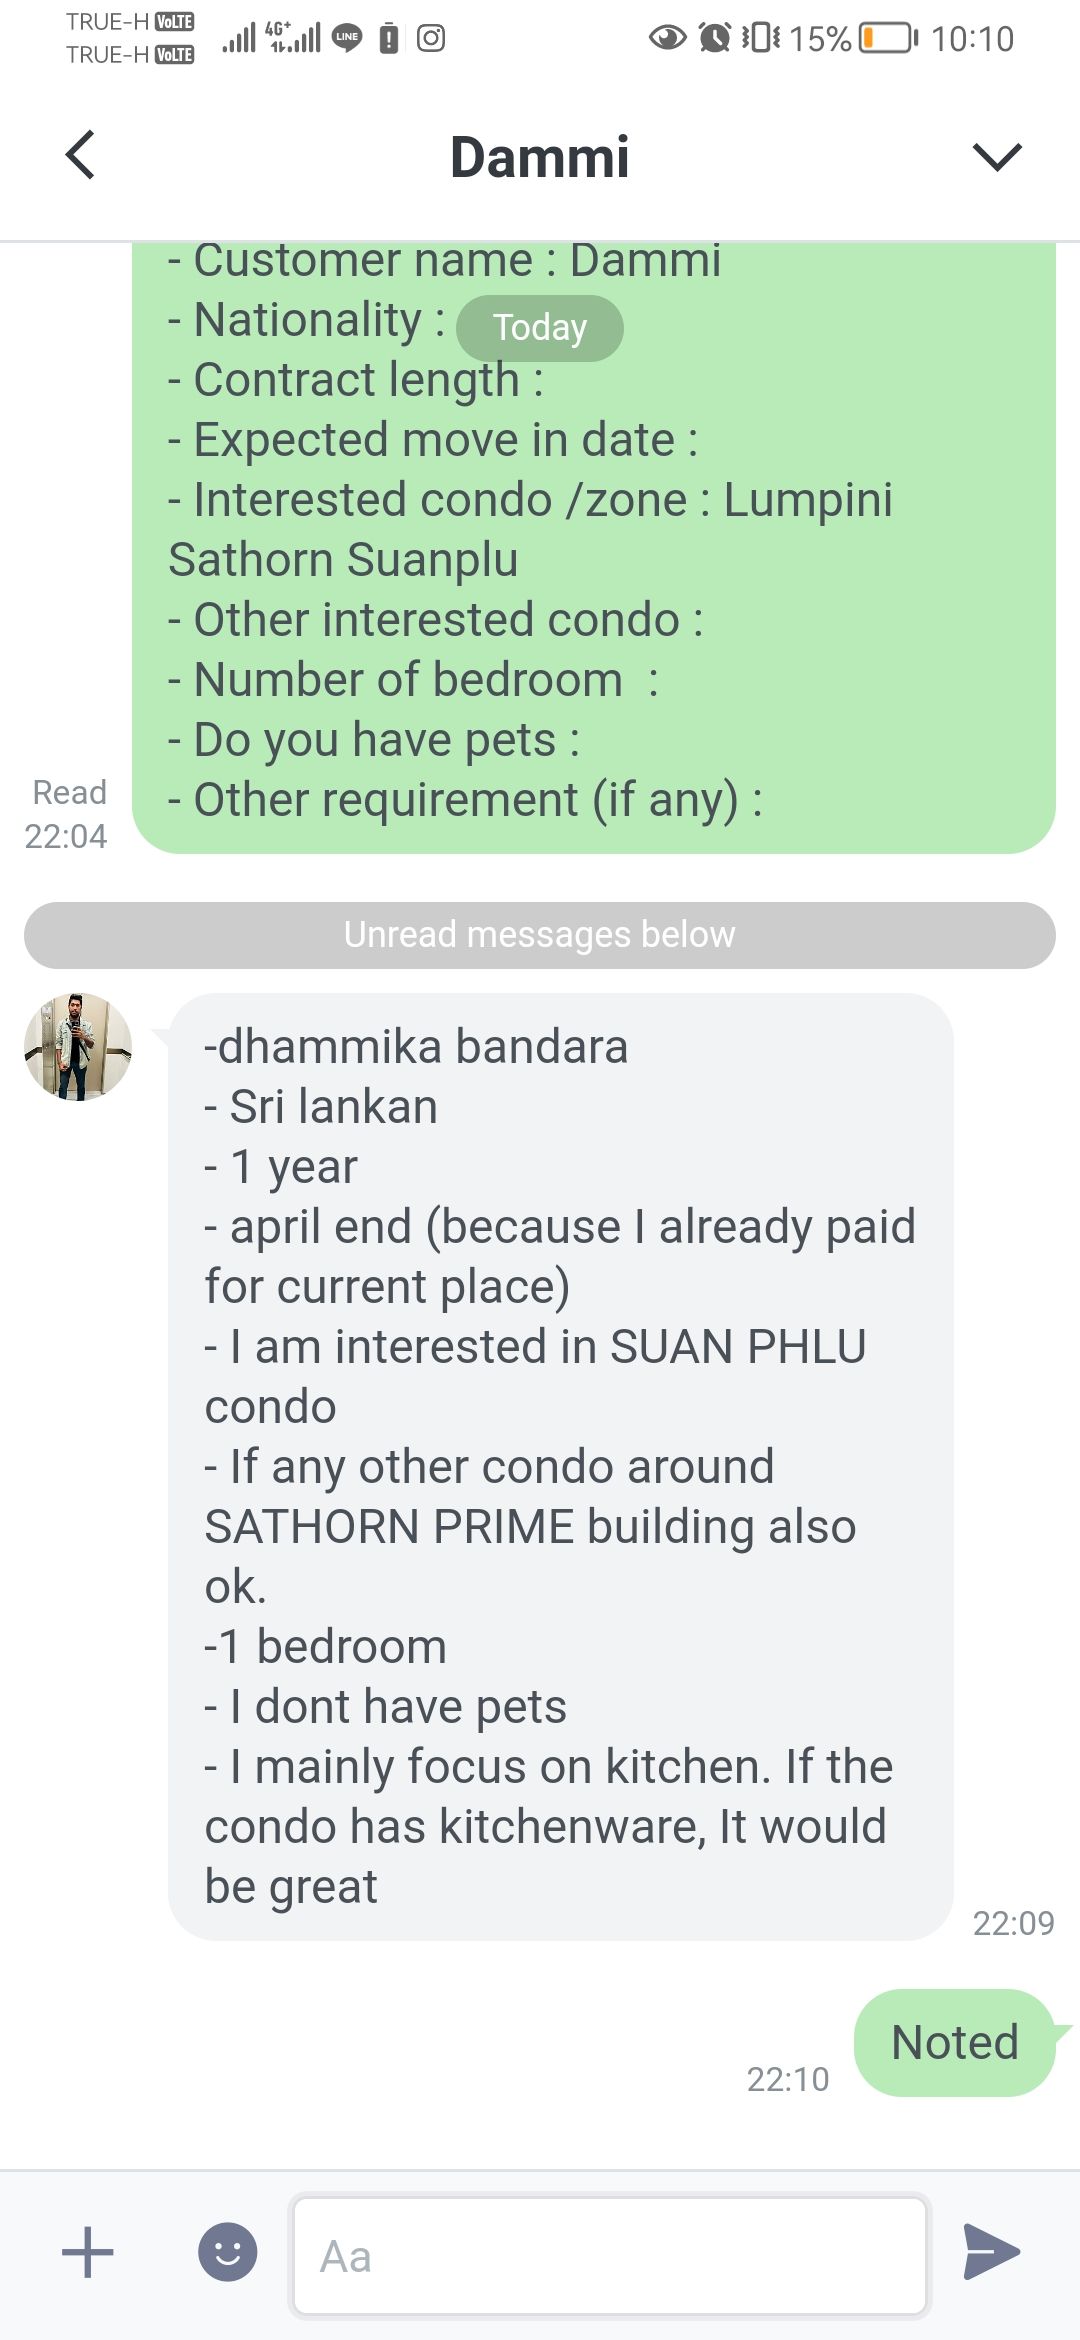 TRUE-H VoLTE
TRUE-H VoLTE
4G+
LINE
15%
10:10
Dammi
- Customer name : Dammi
- Nationality :
Today
- Contract length :
- Expected move in date :
- Interested condo /zone : Lumpini
Sathorn Suanplu
- Other interested condo :
- Number of bedroom  :
- Do you have pets :
- Other requirement (if any) :
Read
22:04
Unread messages below
-dhammika bandara
- Sri lankan
- 1 year
- april end (because I already paid
for current place)
- I am interested in SUAN PHLU
condo
- If any other condo around
SATHORN PRIME building also
ok.
-1 bedroom
- I dont have pets
- I mainly focus on kitchen. If the
condo has kitchenware, It would
be great
22:09
Noted
22:10
Aa